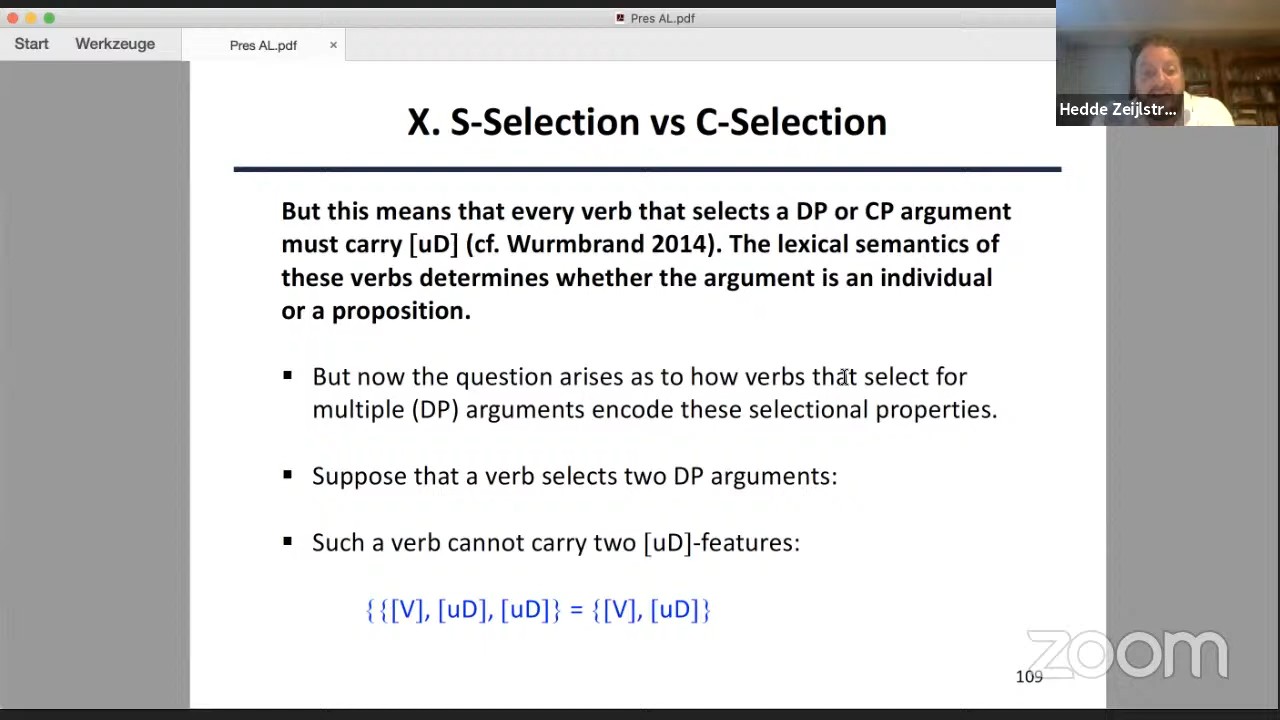 Pres AL.pdf
Start Werkzeuge Pres AL.pdf ×
Hedde Zeijlstr...
X. S-Selection vs C-Selection
But this means that every verb that selects a DP or CP argument
must carry [uD] (cf. Wurmbrand 2014). The lexical semantics of
these verbs determines whether the argument is an individual
or a proposition.
▪ But now the question arises as to how verbs that select for
multiple (DP) arguments encode these selectional properties.
▪ Suppose that a verb selects two DP arguments:
▪ Such a verb cannot carry two [uD]-features:
{{[V], [uD], [uD]} = {[V], [uD]}
zoom
109